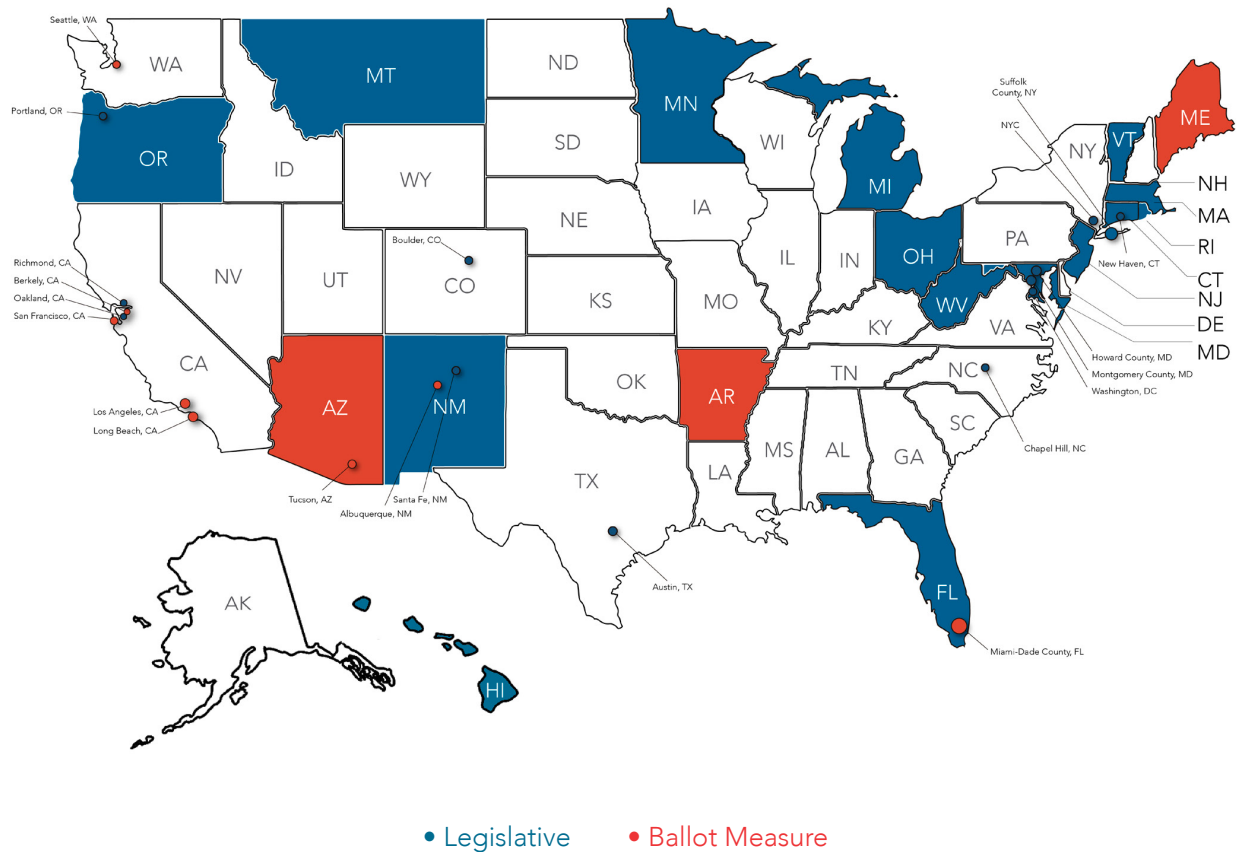 Seattle, WA
WA
MT
ND
MN
Suffolk
County, NY
Portland, OR
NYC
ME
OR
ID
SD
WI
NY
VT
WY
MI
NH
IA
MA
NE
PA
RI
Boulder, CO
OH
New Haven, CT
Richmond, CA
NV
UT
CO
IL
IN
CT
Berkely, CA
NJ
Oakland, CA
KS
MO
WV
San Francisco, CA
KY
VA
DE
MD
Howard County, MD
CA
NC
Montgomery County, MD
OK
TN
Washington, DC
AZ
NM
AR
Los Angeles, CA
SC
Long Beach, CA
MS
AL
GA
Chapel Hill, NC
LA
TX
Tucson, AZ
Santa Fe, NM
Albuquerque, NM
Austin, TX
FL
AK
Miami-Dade County, FL
HI
• Legislative
• Ballot Measure